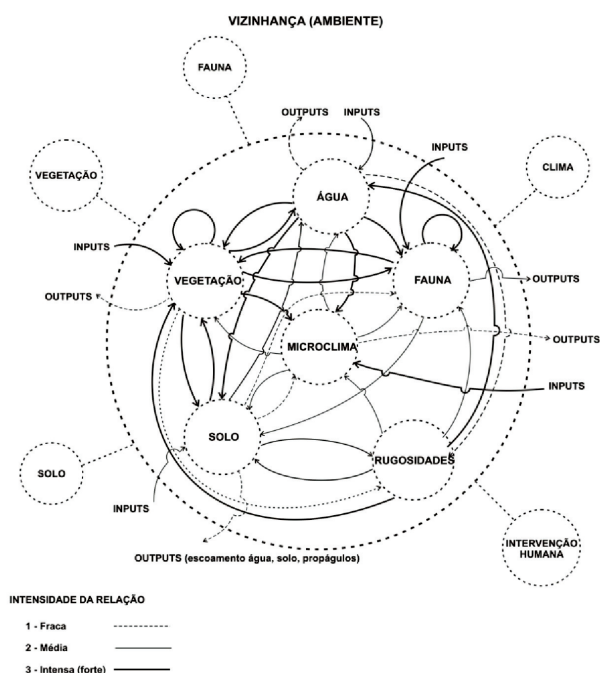 VIZINHANÇA (AMBIENTE)
FAUNA
OUTPUTS
INPUTS
INPUTS
VEGETAÇÃO
CLIMA
ÁGUA
INPUTS
VEGETAÇÃO
FAUNA
OUTPUTS
OUTPUTS
MICROCLIMA
OUTPUTS
INPUTS
SOLO
RUGOSIDADES
SOLO
INPUTS
INTERVENÇÃO
HUMANA
OUTPUTS (escoamento água, solo, propágulos)
INTENSIDADE DA RELAÇÃO
1 - Fraca
2 - Média
3 - Intensa (forte)